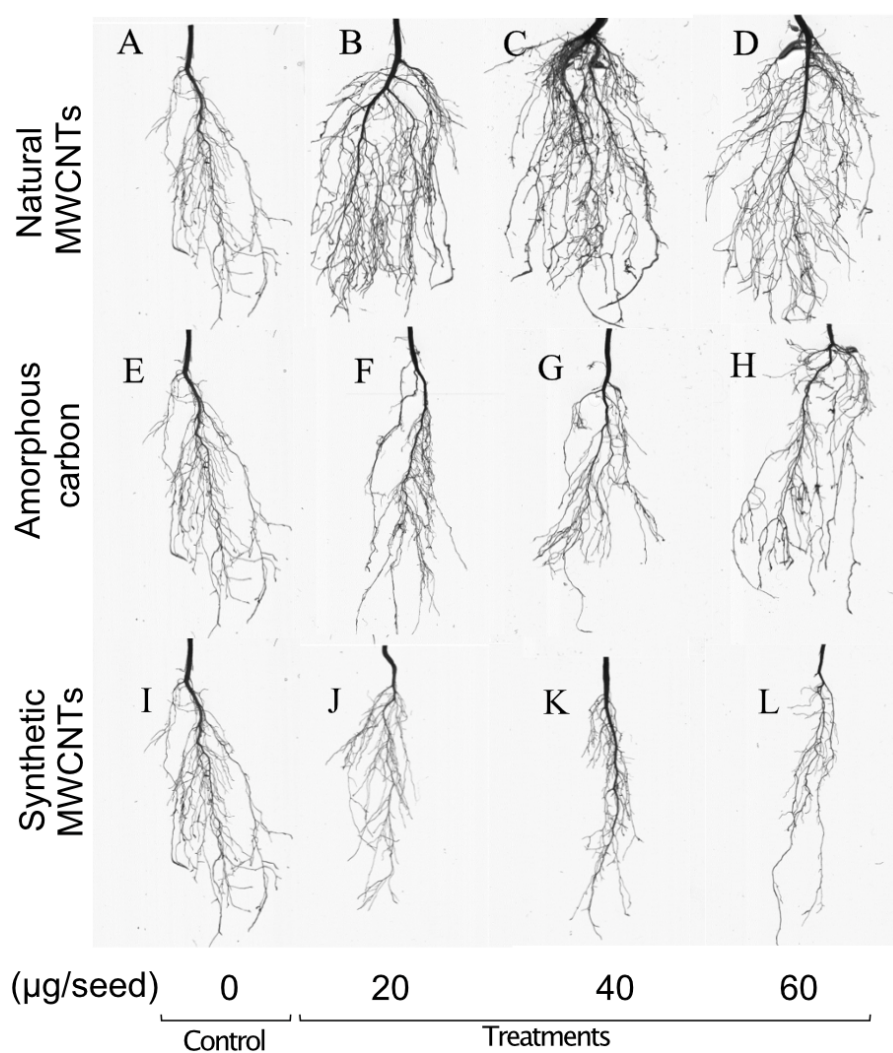 A
B
C
D
Natural
MWCNTs
E
F
G
H
Amorphous
carbon
I
J
K
L
Synthetic
MWCNTs
(µg/seed)
0
20
40
60
Control
Treatments